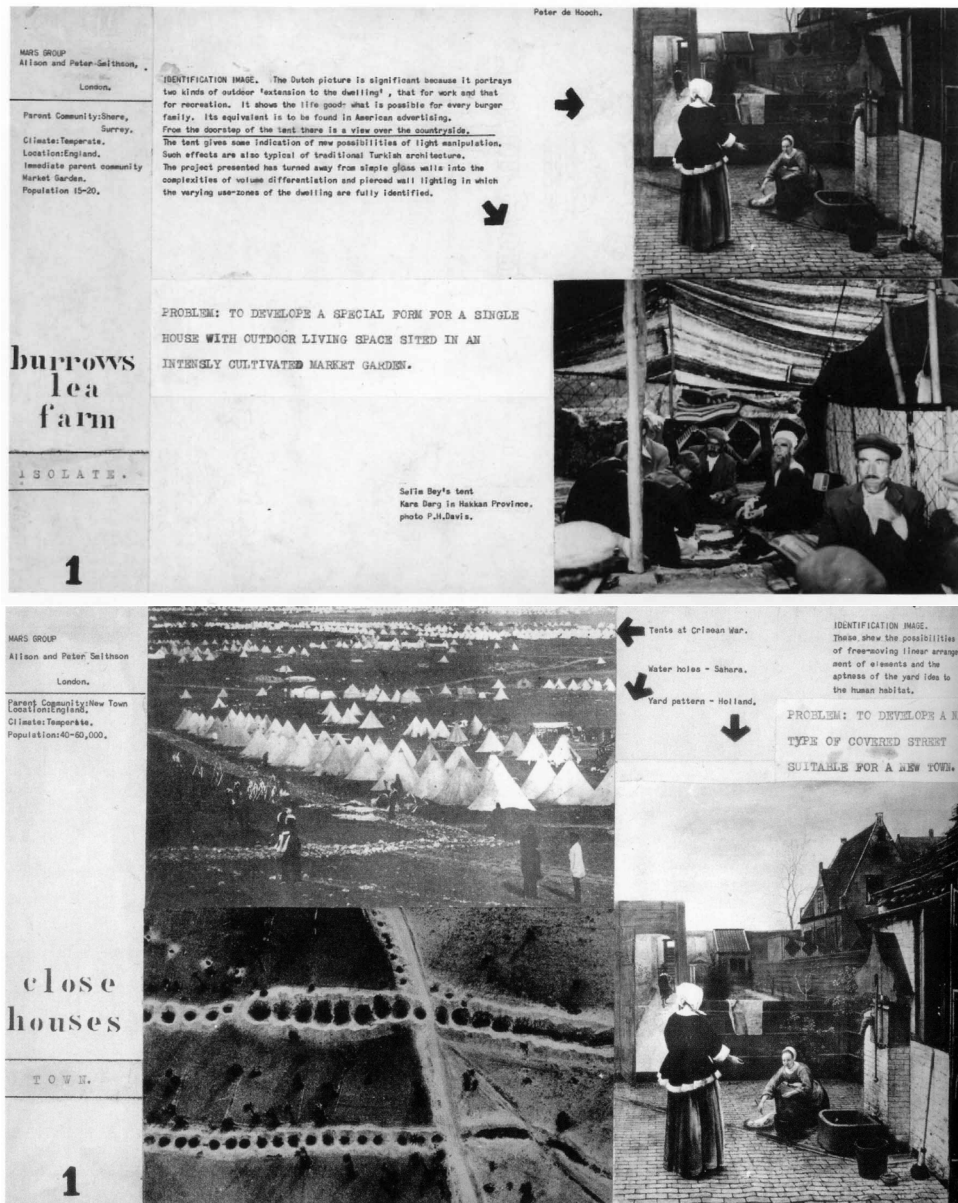 Peter de Hooch.
MARS GROUP
Alison and Peter Smithson,
London.
Parent Community:Shere,
Surrey.
Climate:Temperate.
Location:England.
Immediate parent community
Market Garden.
Population 15-20.
burrows
lea
farm
ISOLATE.
1
IDENTIFICATION IMAGE. The Dutch picture is significant because it portrays
two kinds of outdoor 'extension to the dwelling', that for work and that
for recreation. It shows the life good: what is possible for every burger
family. Its equivalent is to be found in American advertising.
From the doorstep of the tent there is a view over the countryside.
The tent gives some indication of new possibilities of light manipulation.
Such effects are also typical of traditional Turkish architecture.
The project presented has turned away from simple glass walls into the
complexities of volume differentiation and pierced wall lighting in which
the varying use-zones of the dwelling are fully identified.
PROBLEM: TO DEVELOPE A SPECIAL FORM FOR A SINGLE
HOUSE WITH OUTDOOR LIVING SPACE SITED IN AN
INTENSLY CULTIVATED MARKET GARDEN.
Selim Bey's tent
Kara Derg in Hakkan Province.
photo P.H.Davis.
MARS GROUP
Alison and Peter Smithson
London.
Parent Community:New Town
Location:England.
Climate:Temperate.
Population:40-60,000.
close
houses
TOWN.
1
Tents at Crimean War.
Water holes - Sahara.
Yard pattern - Holland.
IDENTIFICATION IMAGE.
These shew the possibilities
of free-moving linear arrange
ment of elements and the
aptness of the yard idea to
the human habitat.
PROBLEM: TO DEVELOPE A N
TYPE OF COVERED STREET
SUITABLE FOR A NEW TOWN.